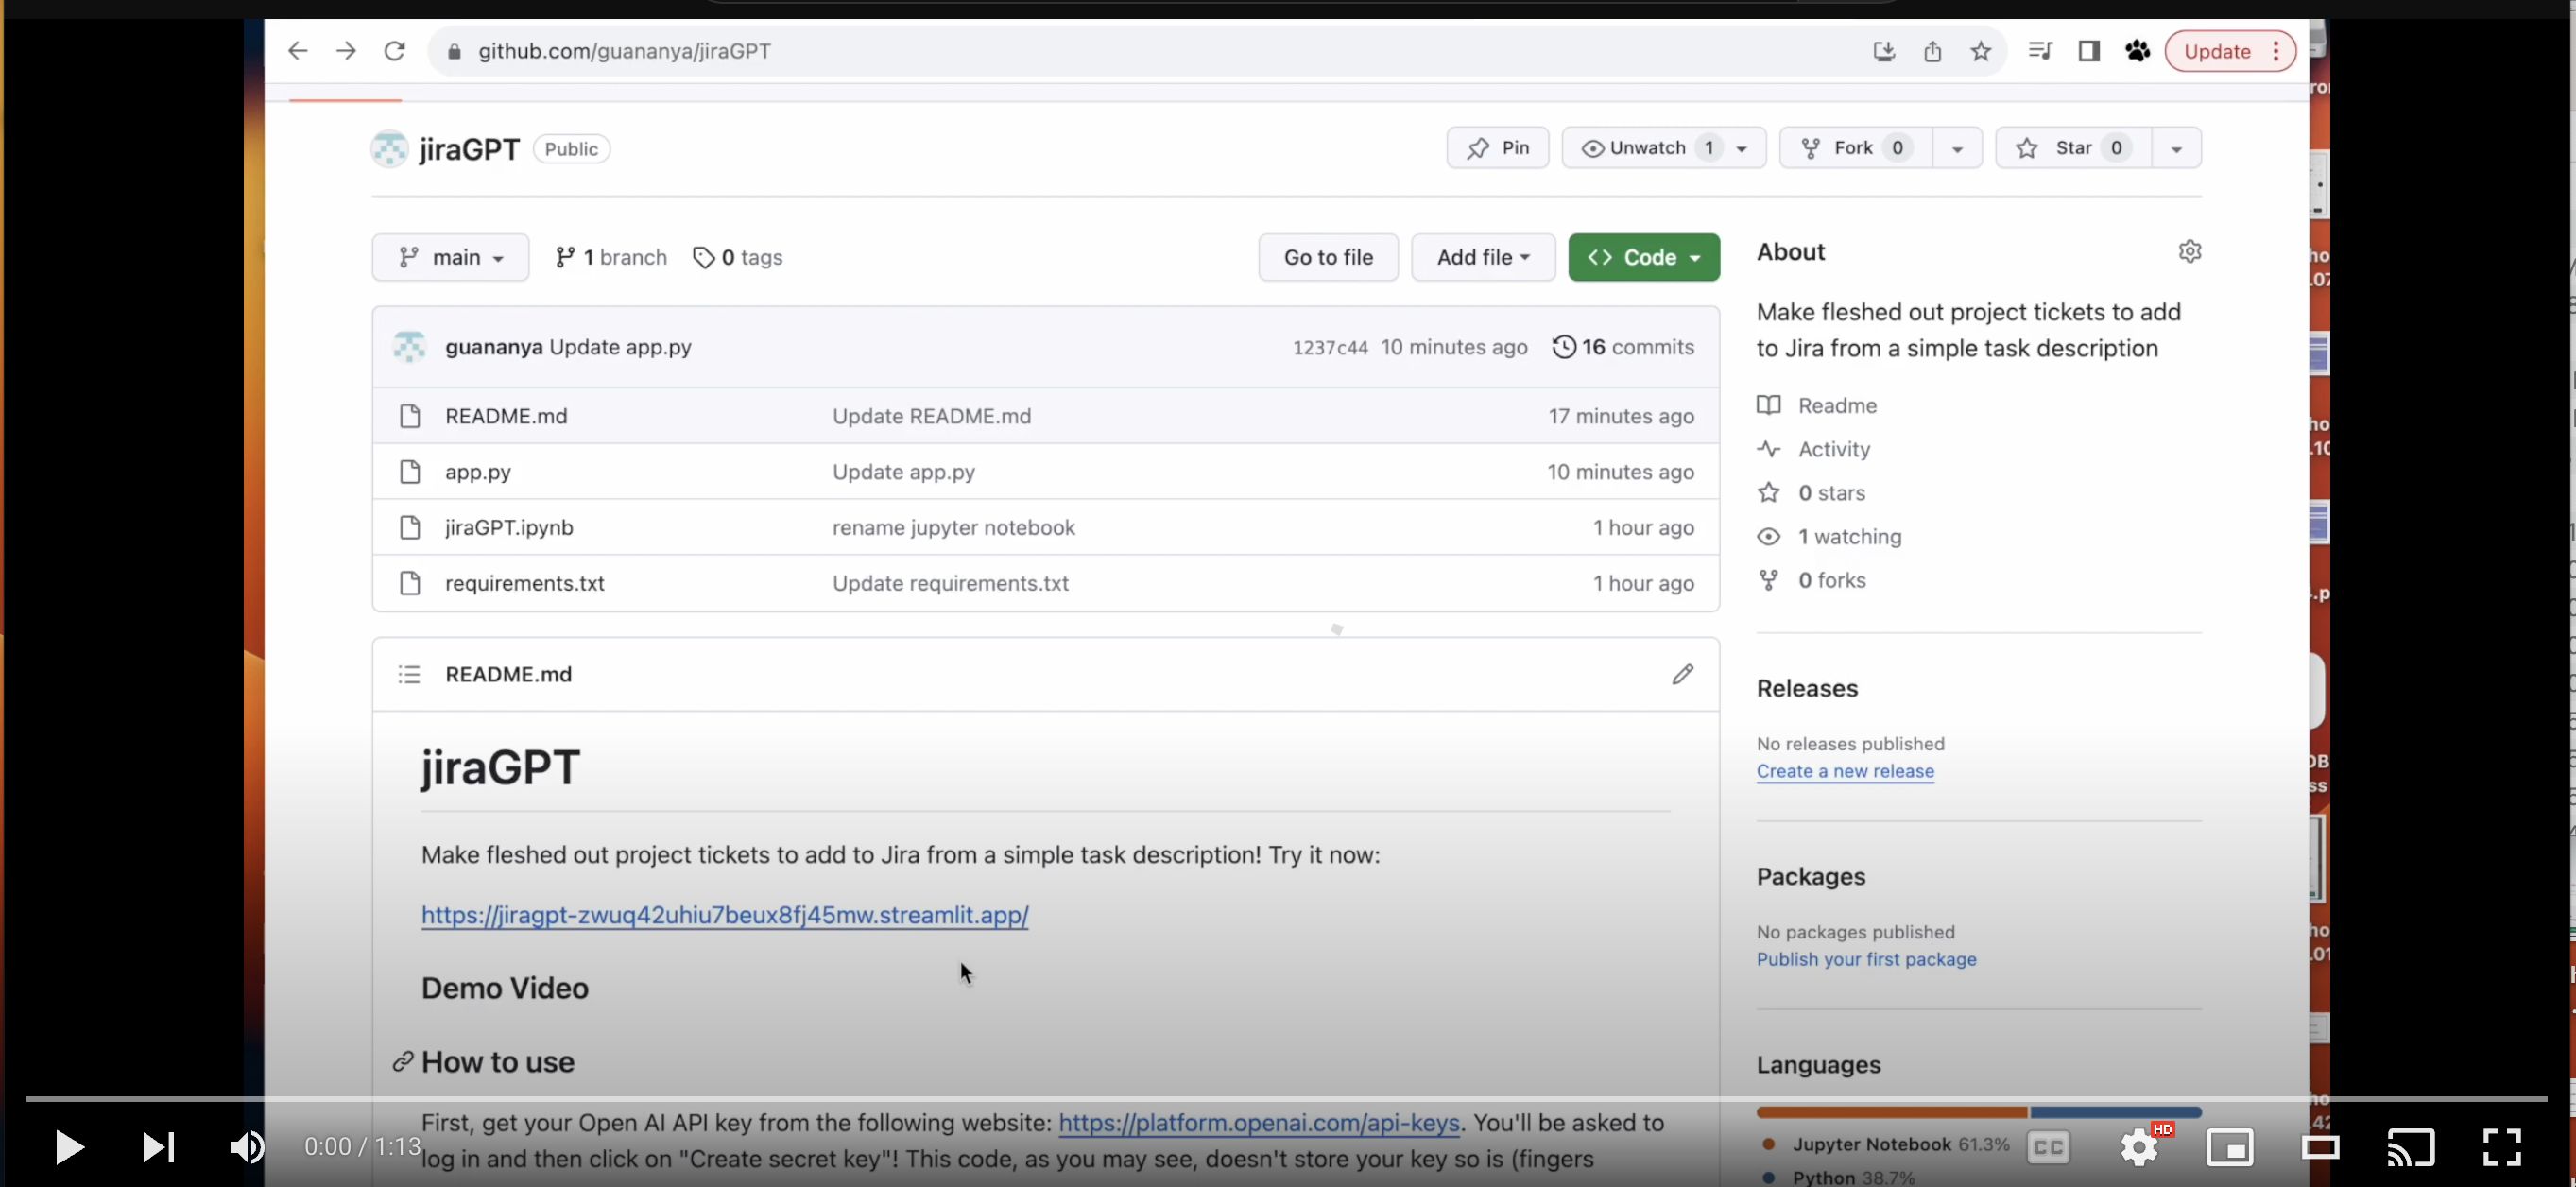 github.com/guananya/jiraGPT
Update
jiraGPT Public
Pin
Unwatch 1
Fork 0
Star 0
main
1 branch
0 tags
Go to file
Add file
Code
guananya Update app.py
1237c44 10 minutes ago
16 commits
README.md Update README.md 17 minutes ago
app.py Update app.py 10 minutes ago
jiraGPT.ipynb rename jupyter notebook 1 hour ago
requirements.txt Update requirements.txt 1 hour ago
README.md
jiraGPT
Make fleshed out project tickets to add to Jira from a simple task description! Try it now:
https://jiragpt-zwuq42uhiu7beux8fj45mw.streamlit.app/
Demo Video
How to use
First, get your Open AI API key from the following website: https://platform.openai.com/api-keys. You'll be asked to
log in and then click on "Create secret key"! This code, as you may see, doesn't store your key so is (fingers
About
Make fleshed out project tickets to add
to Jira from a simple task description
Readme
Activity
0 stars
1 watching
0 forks
Releases
No releases published
Create a new release
Packages
No packages published
Publish your first package
Languages
Jupyter Notebook 61.3%
Python 38.7%
0:00 / 1:13
CC
HD